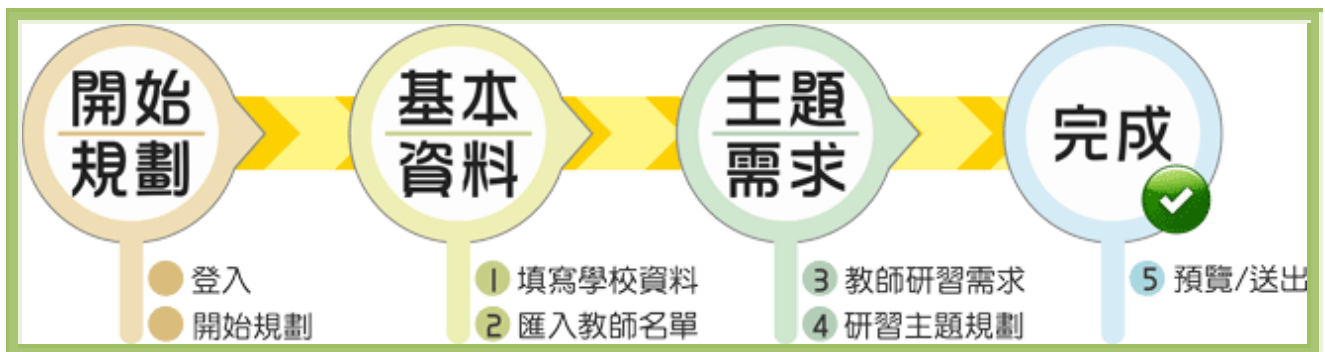 開始
規劃
登入
開始規劃
基本
資料
1 填寫學校資料
2 匯入教師名單
主題
需求
3 教師研習需求
4 研習主題規劃
完成
5 預覽/送出